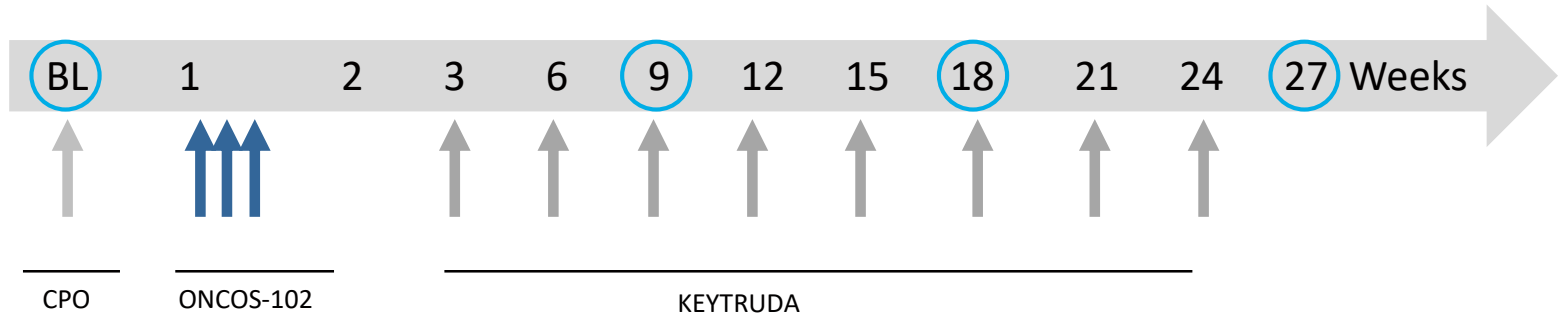 BL 1 2 3 6 9 12 15 18 21 24 27 Weeks
CPO ONCOS-102 KEYTRUDA